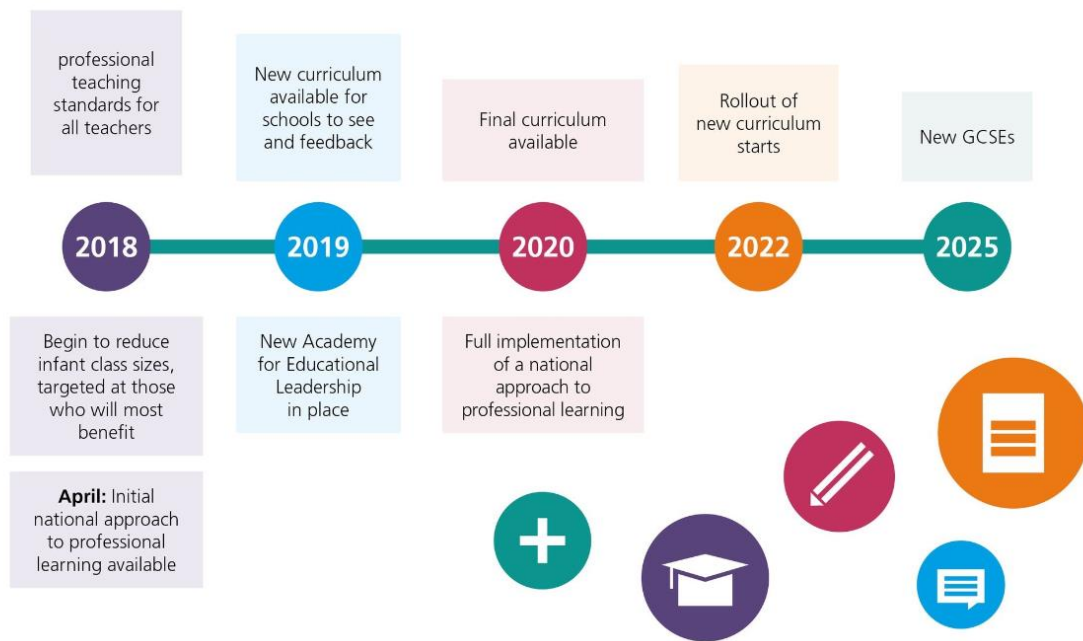 professional
teaching
standards for
all teachers
New curriculum
available for
schools to see
and feedback
Final curriculum
available
Rollout of
new curriculum
starts
New GCSEs
2018
2019
2020
2022
2025
Begin to reduce
infant class sizes,
targeted at those
who will most
benefit
New Academy
for Educational
Leadership
in place
Full implementation
of a national
approach to
professional learning
April: Initial
national approach
to professional
learning available